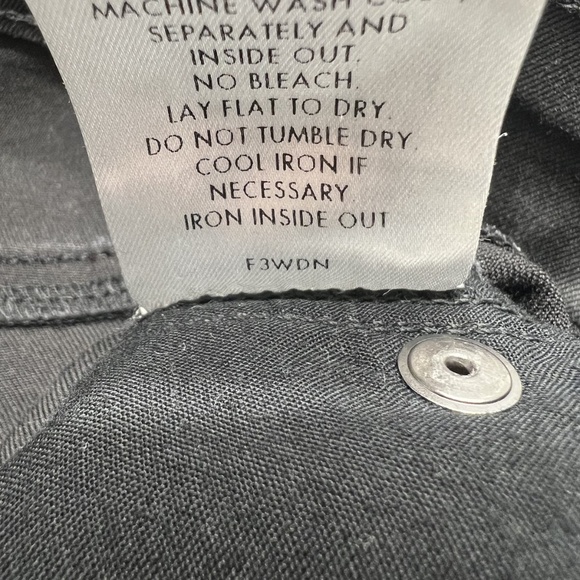 MACHINE WASH COLD,
SEPARATELY AND
INSIDE OUT.
NO BLEACH.
LAY FLAT TO DRY.
DO NOT TUMBLE DRY.
COOL IRON IF
NECESSARY.
IRON INSIDE OUT
F3WDN